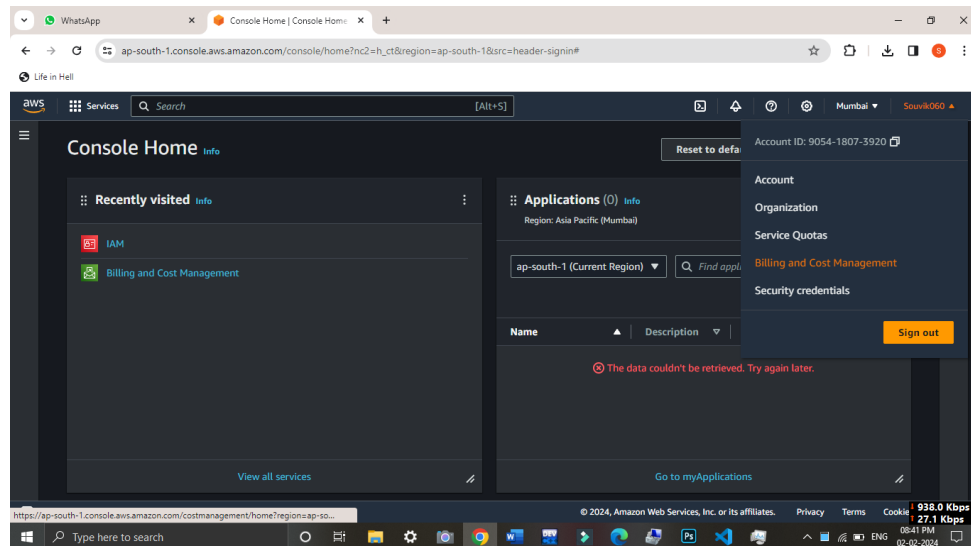 WhatsApp
Console Home | Console Home
ap-south-1.console.aws.amazon.com/console/home?nc2=h_ct&region=ap-south-1&src=header-signin#
S
Life in Hell
aws
Services
Search
[Alt+S]
Mumbai
Souvik060
Console Home Info
Reset to defau
Account ID: 9054-1807-3920
Account
Organization
Service Quotas
Billing and Cost Management
Security credentials
Sign out
Recently visited Info
IAM
Billing and Cost Management
View all services
Applications (0) Info
Region: Asia Pacific (Mumbai)
ap-south-1 (Current Region)
Find appli
Name
Description
The data couldn't be retrieved. Try again later.
Go to myApplications
https://ap-south-1.console.aws.amazon.com/costmanagement/home?region=ap-so...
© 2024, Amazon Web Services, Inc. or its affiliates.
Privacy
Terms
Cookie
938.0 Kbps
27.1 Kbps
Type here to search
W
DEV
Ps
ENG
08:41 PM
02-02-2024